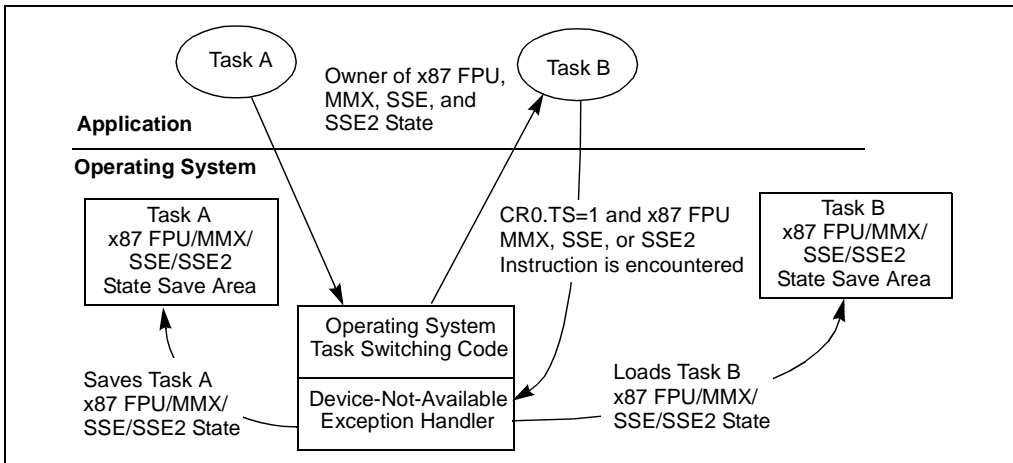 Task A
Owner of x87 FPU,
MMX, SSE, and
SSE2 State
Task B
Application
Operating System
Task A
x87 FPU/MMX/
SSE/SSE2
State Save Area
CR0.TS=1 and x87 FPU
MMX, SSE, or SSE2
Instruction is encountered
Task B
x87 FPU/MMX/
SSE/SSE2
State Save Area
Operating System
Task Switching Code
Saves Task A
x87 FPU/MMX/
SSE/SSE2 State
Device-Not-Available
Exception Handler
Loads Task B
x87 FPU/MMX/
SSE/SSE2 State